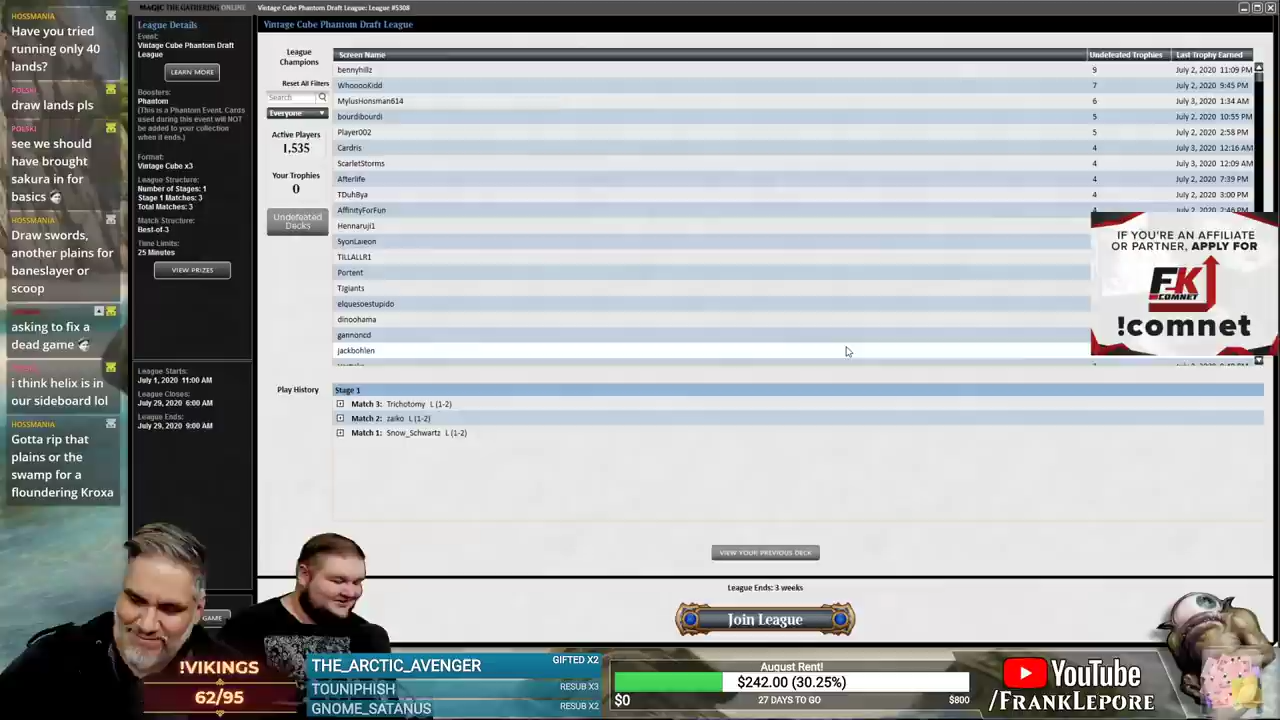 HOSSMANIA
Have you tried
running only 40
lands?
POLSKI
draw lands pls
POLSKI
see we should
have brought
sakura in for
basics
HOSSMANIA
Draw swords,
another plains for
baneslayer or
scoop
asking to fix a
dead game
i think helix is in
our sideboard lol
HOSSMANIA
Gotta rip that
plains or the
swamp for a
floundering Kroxa
MAGIC THE GATHERING ONLINE
Vintage Cube Phantom Draft League: League #5308
League Details
Event:
Vintage Cube Phantom Draft
League
LEARN MORE
Boosters:
Phantom
(This is a Phantom Event. Cards
used during this event will NOT
be added to your collection
when it ends.)
Format:
Vintage Cube x3
League Structure:
Number of Stages: 1
Stage 1 Matches: 3
Total Matches: 3
Match Structure:
Best-of-3
Time Limits:
25 Minutes
VIEW PRIZES
League Starts:
July 1, 2020 11:00 AM
League Closes:
July 29, 2020 6:00 AM
League Ends:
July 29, 2020 9:00 AM
GAME
Vintage Cube Phantom Draft League
League
Champions
Reset All Filters
Search
Everyone
Active Players
1,535
Your Trophies
0
Undefeated
Decks
Screen Name Undefeated Trophies Last Trophy Earned
bennyhillz 9 July 2, 2020 11:09 PM
WhooooKidd 7 July 2, 2020 9:45 PM
MylusHonsman614 6 July 3, 2020 1:34 AM
bourdibourdi 5 July 2, 2020 10:55 PM
Player002 5 July 2, 2020 2:58 PM
Cardris 4 July 3, 2020 12:16 AM
ScarletStorms 4 July 3, 2020 12:09 AM
Afterlife 4 July 2, 2020 7:39 PM
TDuhBya 4 July 2, 2020 3:00 PM
AffinityForFun 4 July 2, 2020 2:46 PM
Hennaruji1
SyonLaieon
TILLALLR1
Portent
TJgiants
elquesoestupido
dinoohama
gannoncd
jackbohlen
IF YOU'RE AN AFFILIATE
OR PARTNER, APPLY FOR
FK
COMNET
!comnet
Play History
Stage 1
Match 3: Trichotomy L (1-2)
Match 2: zaiko L (1-2)
Match 1: Snow_Schwartz L (1-2)
VIEW YOUR PREVIOUS DECK
League Ends: 3 weeks
Join League
!VIKINGS
62/95
THE_ARCTIC_AVENGER GIFTED X2
TOUNIPHISH RESUB X3
GNOME_SATANUS RESUB X2
August Rent!
$242.00 (30.25%)
$0 27 DAYS TO GO $800
YouTube
/FRANKLEPORE